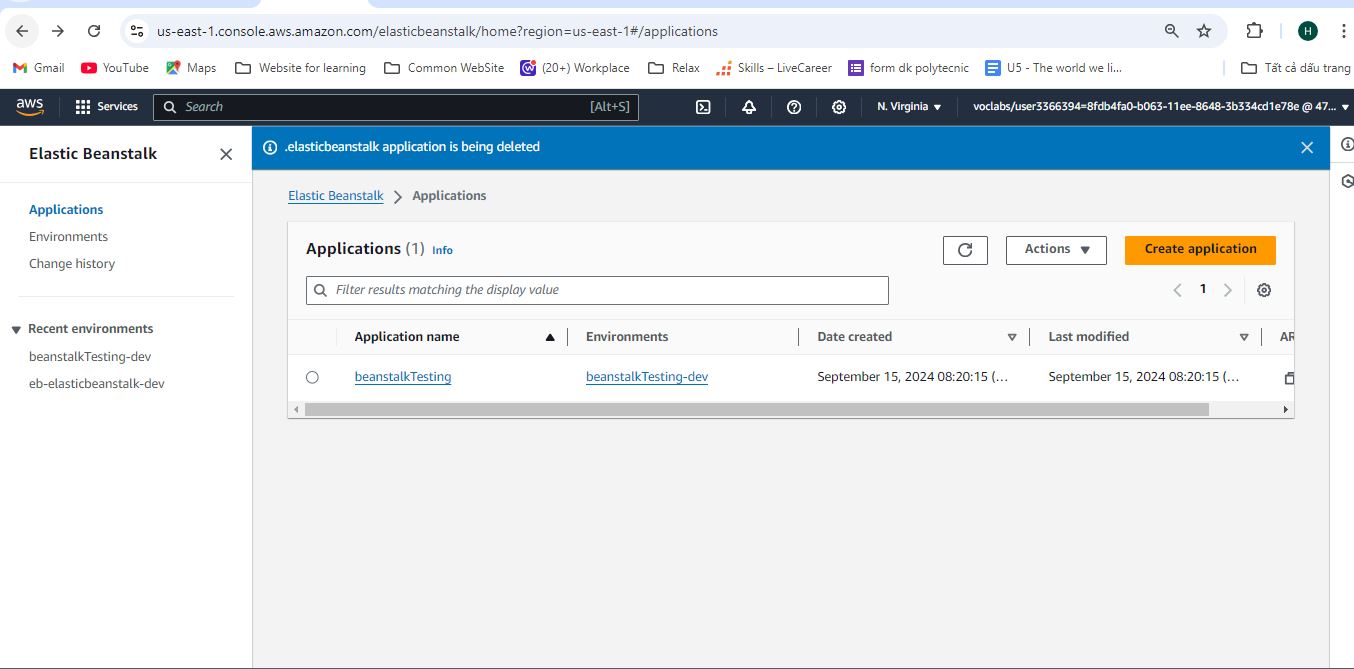 us-east-1.console.aws.amazon.com/elasticbeanstalk/home?region=us-east-1#/applications
H
Gmail YouTube Maps Website for learning Common WebSite (20+) Workplace Relax Skills – LiveCareer form dk polytecnic U5 - The world we li... Tất cả dấu trang
aws Services Search [Alt+S] N. Virginia voclabs/user3366394=8fdb4fa0-b063-11ee-8648-3b334cd1e78e @ 47...
Elastic Beanstalk
.elasticbeanstalk application is being deleted
Applications
Environments
Change history
Recent environments
beanstalkTesting-dev
eb-elasticbeanstalk-dev
Elastic Beanstalk Applications
Applications (1) Info
Actions Create application
Filter results matching the display value
1
Application name Environments Date created Last modified AR
beanstalkTesting beanstalkTesting-dev September 15, 2024 08:20:15 (... September 15, 2024 08:20:15 (...